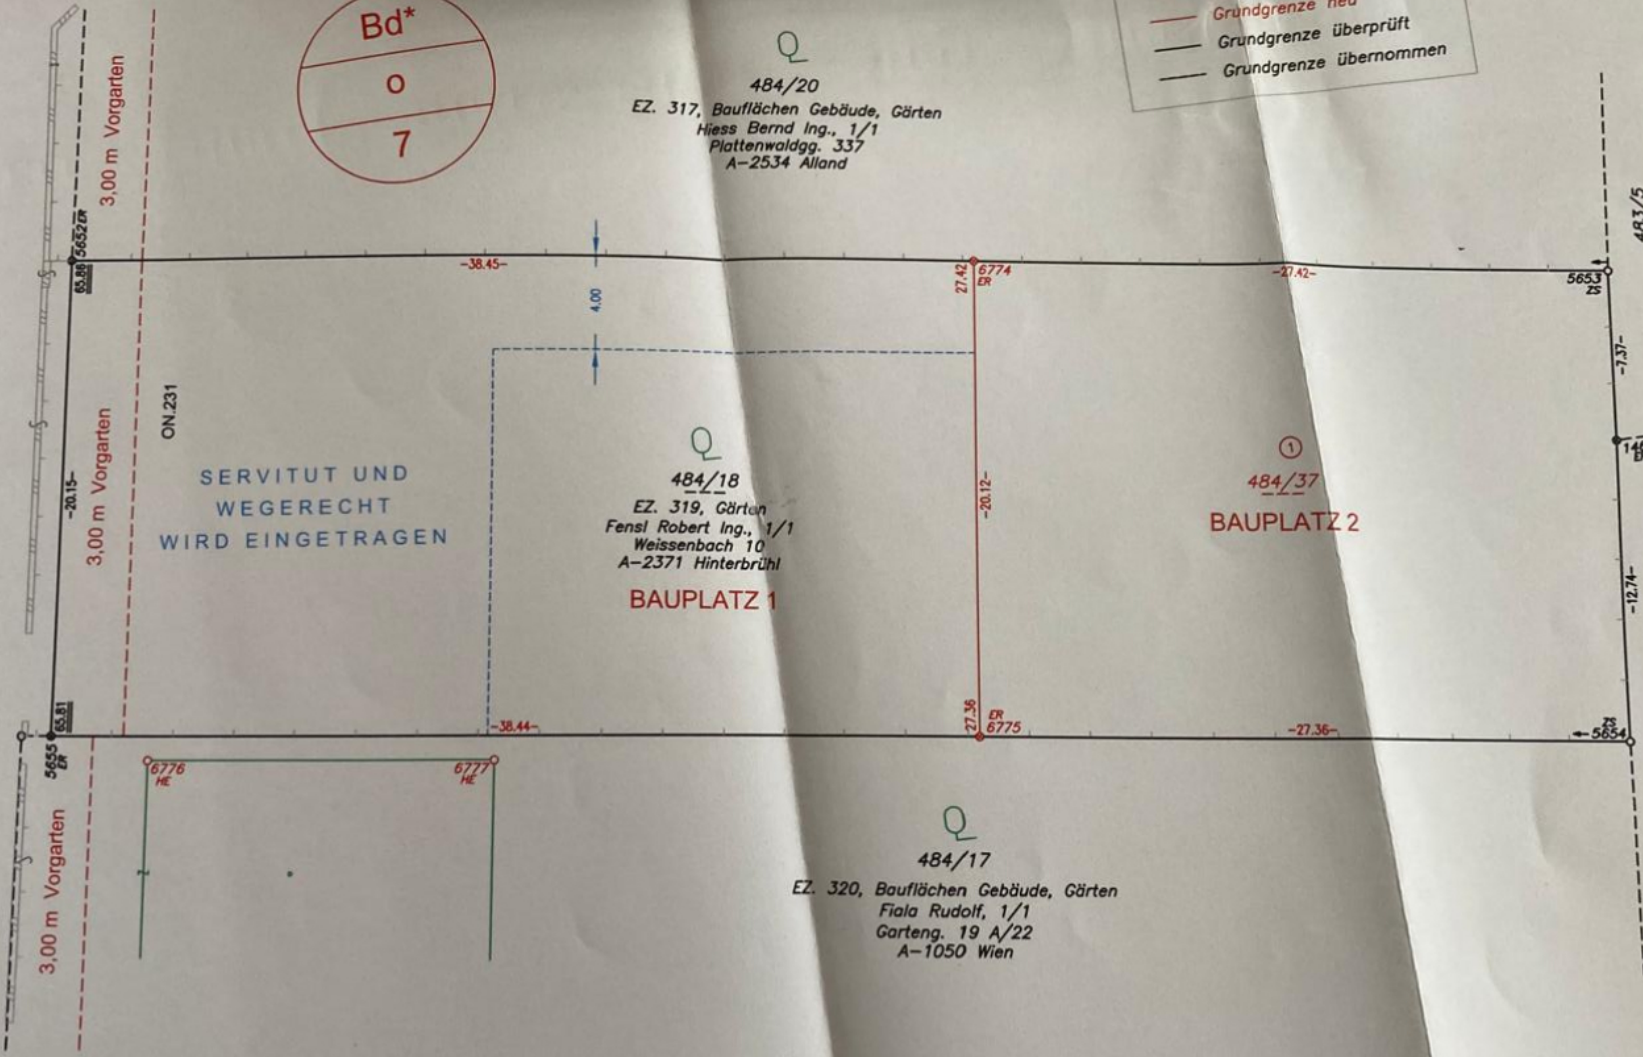 Bd*
o
7
3,00 m Vorgarten
484/20
EZ. 317, Bauflächen Gebäude, Gärten
Hiess Bernd Ing., 1/1
Plattenwaldgg. 337
A-2534 Alland
Grundgrenze neu
Grundgrenze überprüft
Grundgrenze übernommen
483/5
5652
ER
65.86
-38.45-
4.00
27.42
6774
ER
-27.42-
5653
ZS
-7.37-
3,00 m Vorgarten
ON.231
-20.15-
SERVITUT UND
WEGERECHT
WIRD EINGETRAGEN
484/18
EZ. 319, Gärten
Fensl Robert Ing., 1/1
Weissenbach 10
A-2371 Hinterbrühl
BAUPLATZ 1
-20.12-
1
484/37
BAUPLATZ 2
-12.74-
65.81
5655
ER
-38.44-
27.36
ER
6775
-27.36-
ZS
5654
6776
HE
6777
HE
3,00 m Vorgarten
484/17
EZ. 320, Bauflächen Gebäude, Gärten
Fiala Rudolf, 1/1
Garteng. 19 A/22
A-1050 Wien